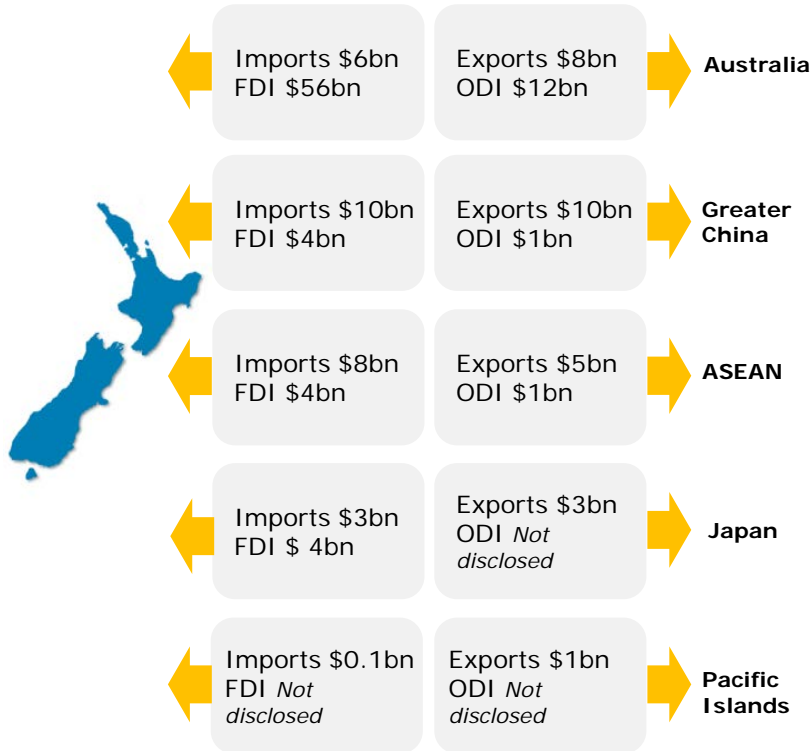 Imports $6bn
FDI $56bn
Exports $8bn
ODI $12bn
Australia
Imports $10bn
FDI $4bn
Exports $10bn
ODI $1bn
Greater
China
Imports $8bn
FDI $4bn
Exports $5bn
ODI $1bn
ASEAN
Imports $3bn
FDI $ 4bn
Exports $3bn
ODI Not
disclosed
Japan
Imports $0.1bn
FDI Not
disclosed
Exports $1bn
ODI Not
disclosed
Pacific
Islands